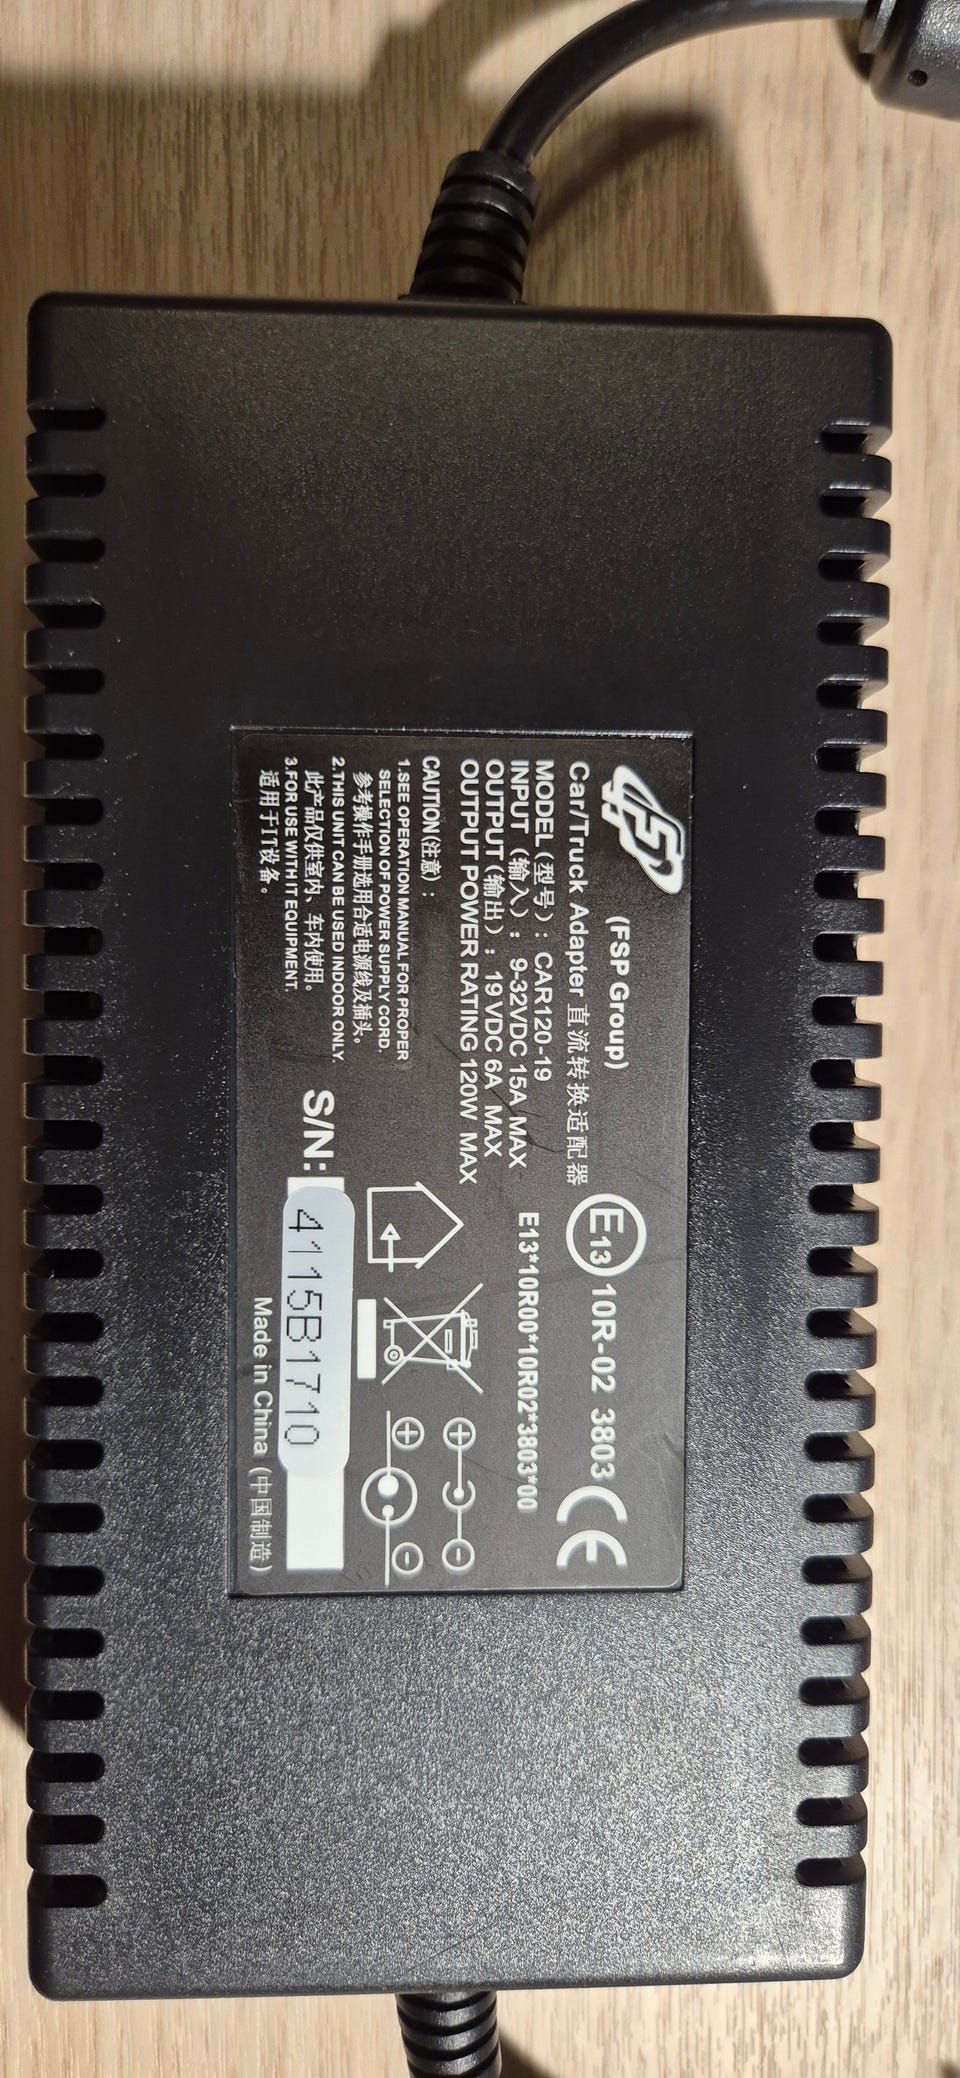 FSP
(FSP Group)
Car/Truck Adapter 直流转换适配器
MODEL(型号): CAR120-19
INPUT (输入): 9-32VDC 15A MAX
OUTPUT(输出): 19 VDC 6A MAX
OUTPUT POWER RATING 120W MAX
CAUTION(注意):
1.SEE OPERATION MANUAL FOR PROPER
SELECTION OF POWER SUPPLY CORD.
参考操作手册选用合适电源线及插头。
2.THIS UNIT CAN BE USED INDOOR ONLY.
此产品仅供室内、车内使用。
3.FOR USE WITH IT EQUIPMENT.
适用于IT设备。
E13 10R-02 3803 CE
E13*10R00*10R02*3803*00
S/N: 4115B1710
Made in China (中国制造)